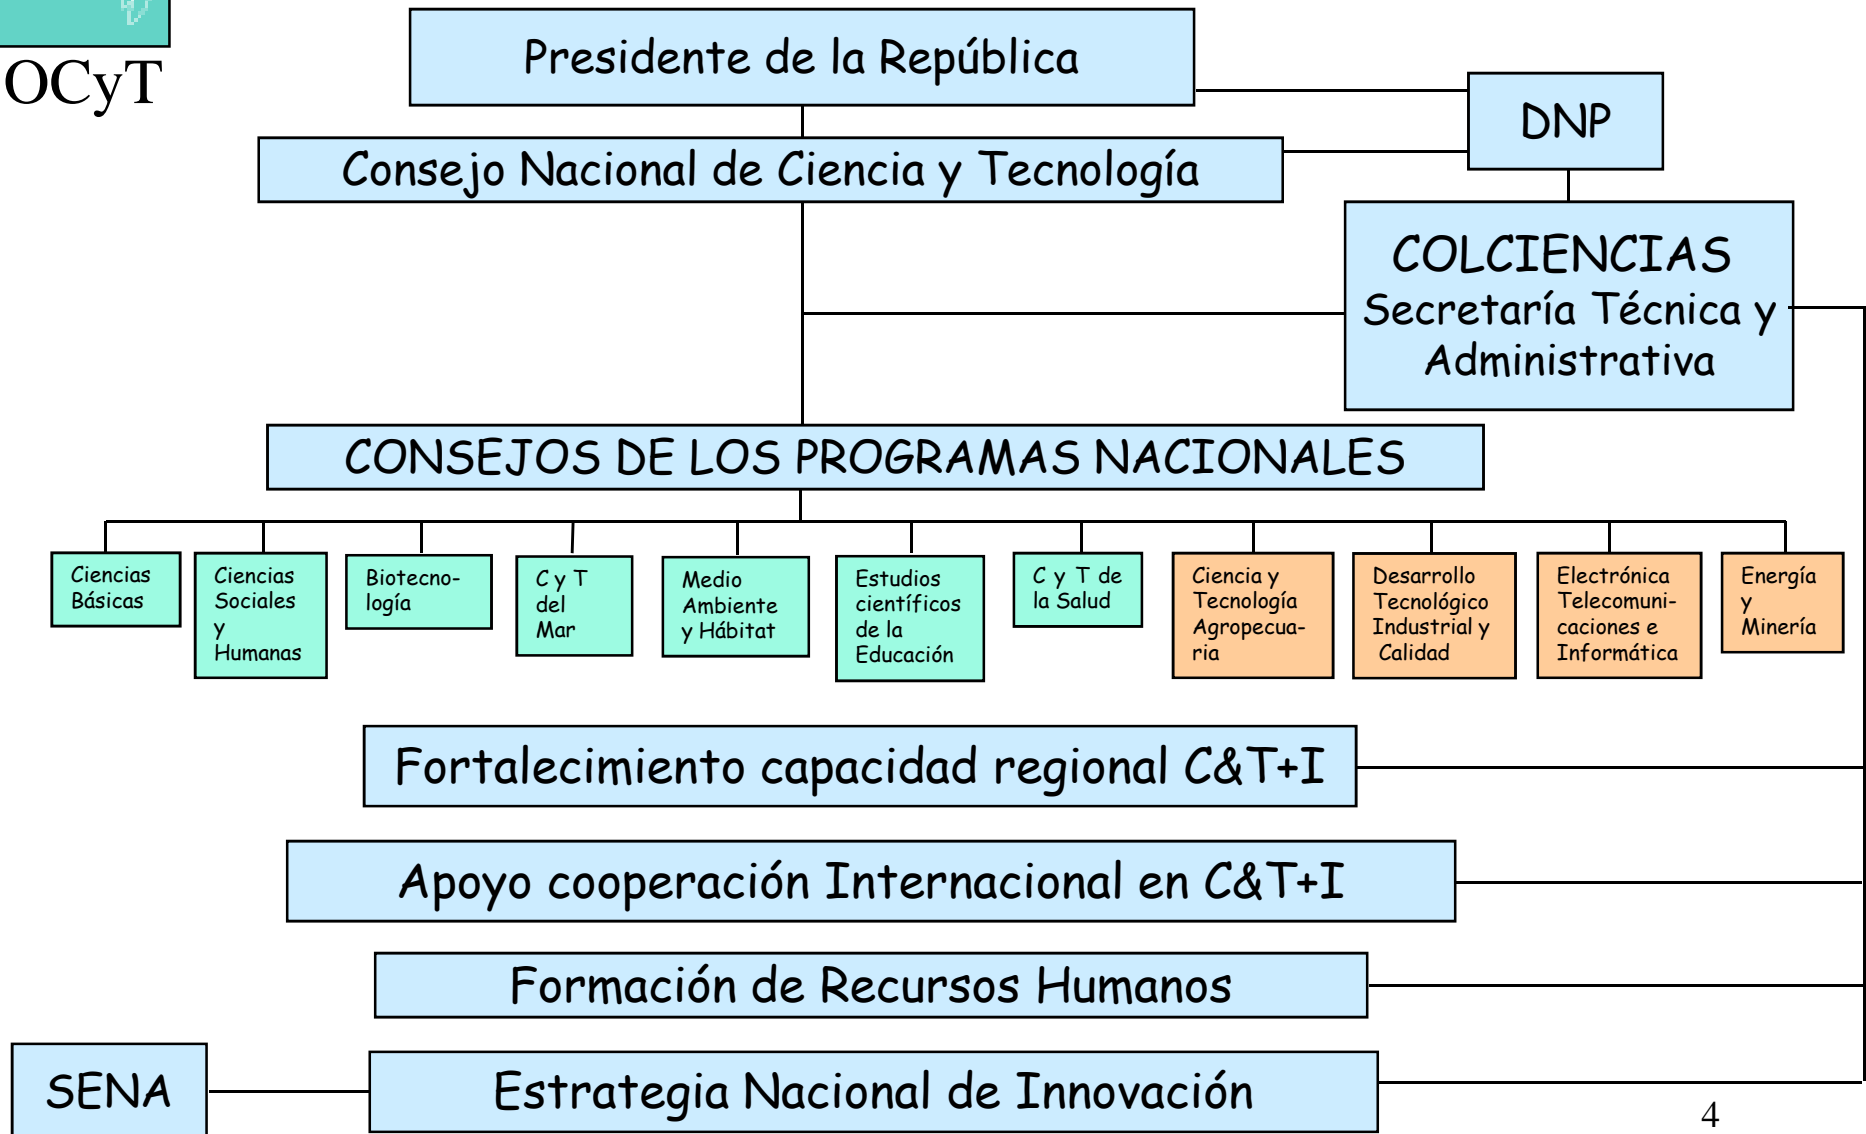 OCyT
Presidente de la República
DNP
Consejo Nacional de Ciencia y Tecnología
COLCIENCIAS
Secretaría Técnica y
Administrativa
CONSEJOS DE LOS PROGRAMAS NACIONALES
Ciencias
Básicas
Ciencias
Sociales
y
Humanas
Biotecno-
logía
C y T
del
Mar
Medio
Ambiente
y Hábitat
Estudios
científicos
de la
Educación
C y T de
la Salud
Ciencia y
Tecnología
Agropecua-
ria
Desarrollo
Tecnológico
Industrial y
Calidad
Electrónica
Telecomuni-
caciones e
Informática
Energía
y
Minería
Fortalecimiento capacidad regional C&T+I
Apoyo cooperación Internacional en C&T+I
Formación de Recursos Humanos
SENA
Estrategia Nacional de Innovación
4